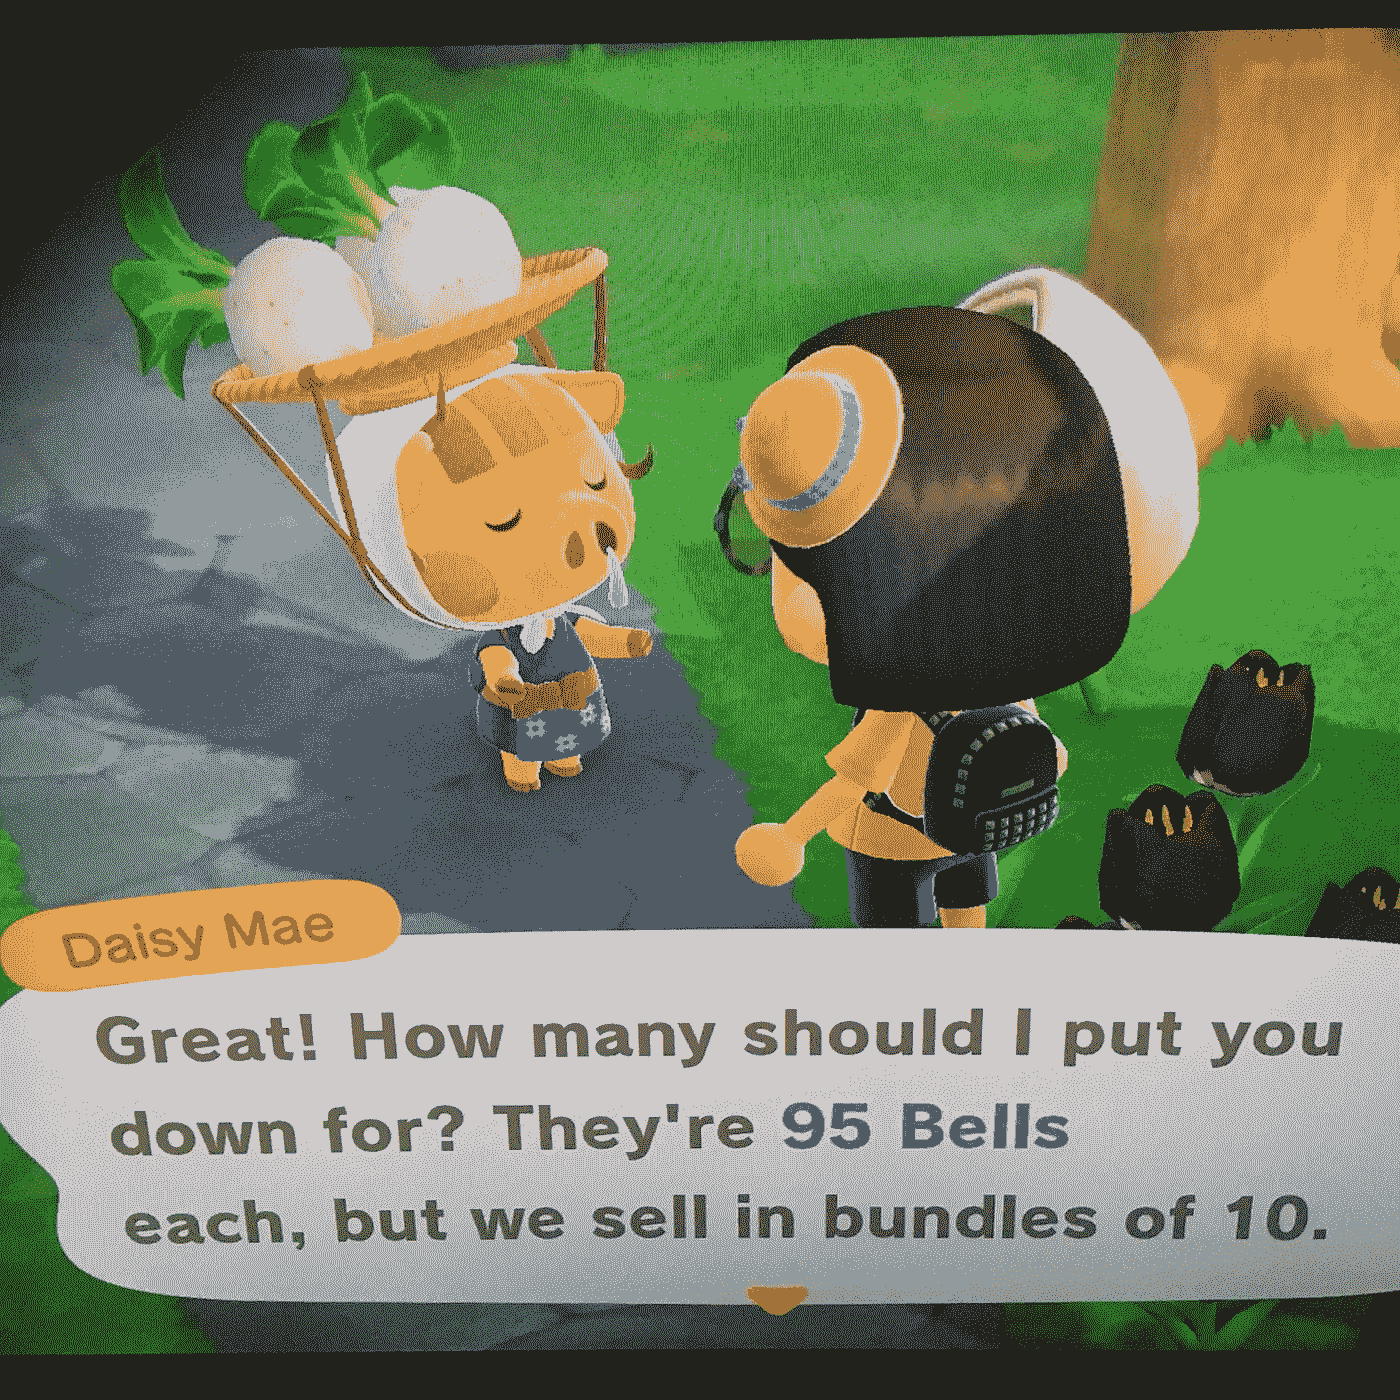 Daisy Mae
Great! How many should I put you
down for? They're 95 Bells
each, but we sell in bundles of 10.